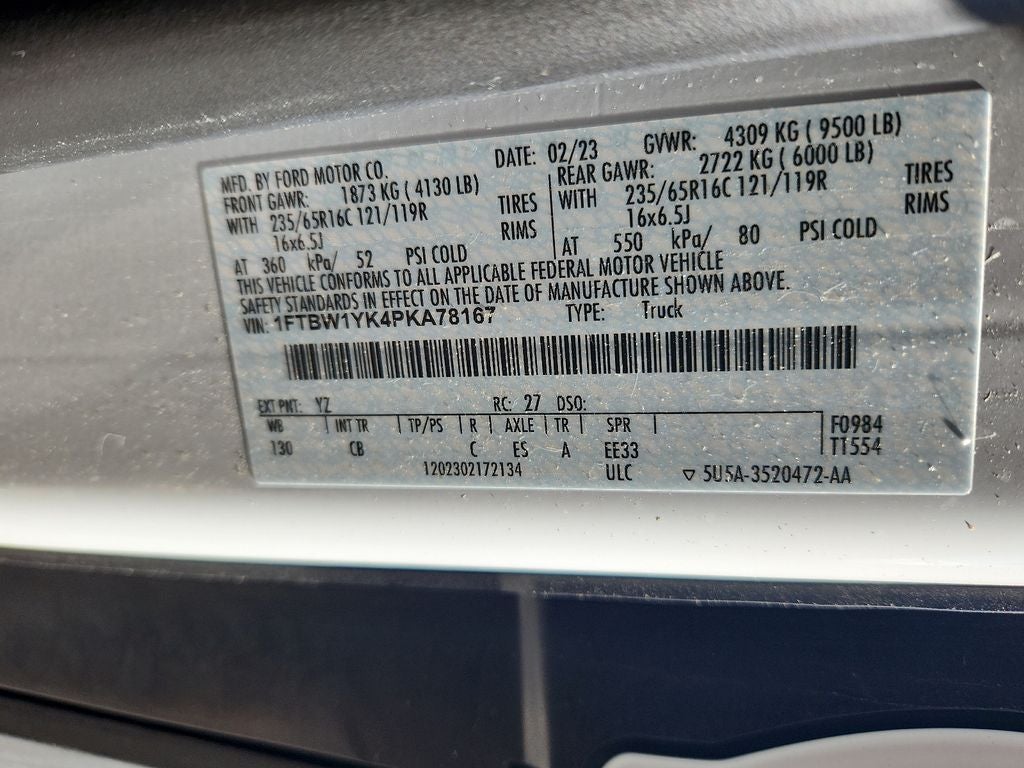 MFD. BY FORD MOTOR CO. DATE: 02/23 GVWR: 4309 KG ( 9500 LB)
FRONT GAWR: 1873 KG ( 4130 LB) REAR GAWR: 2722 KG ( 6000 LB)
WITH 235/65R16C 121/119R TIRES WITH 235/65R16C 121/119R TIRES
16x6.5J RIMS 16x6.5J RIMS
AT 360 kPa/ 52 PSI COLD AT 550 kPa/ 80 PSI COLD
THIS VEHICLE CONFORMS TO ALL APPLICABLE FEDERAL MOTOR VEHICLE
SAFETY STANDARDS IN EFFECT ON THE DATE OF MANUFACTURE SHOWN ABOVE.
VIN: 1FTBW1YK4PKA78167 TYPE: Truck
EXT PNT: YZ RC: 27 DSO:
WB INT TR TP/PS R AXLE TR SPR F0984
130 CB C ES A EE33 T1554
1202302172134 ULC ▽ 5U5A-3520472-AA